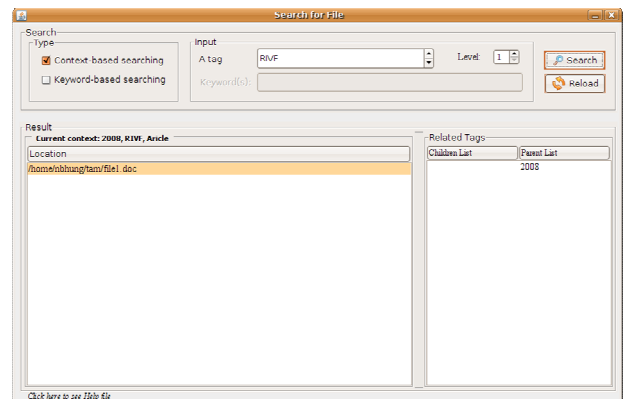 Search for File
Search
Type
Context-based searching
Keyword-based searching
Input
A tag
RIVF
Level:
1
Keyword(s):
Search
Reload
Result
Current context: 2008, RIVF, Aricle
Location
/home/nbhung/tam/file1.doc
Related Tags
Children List
Parent List
2008
Click here to see Help file